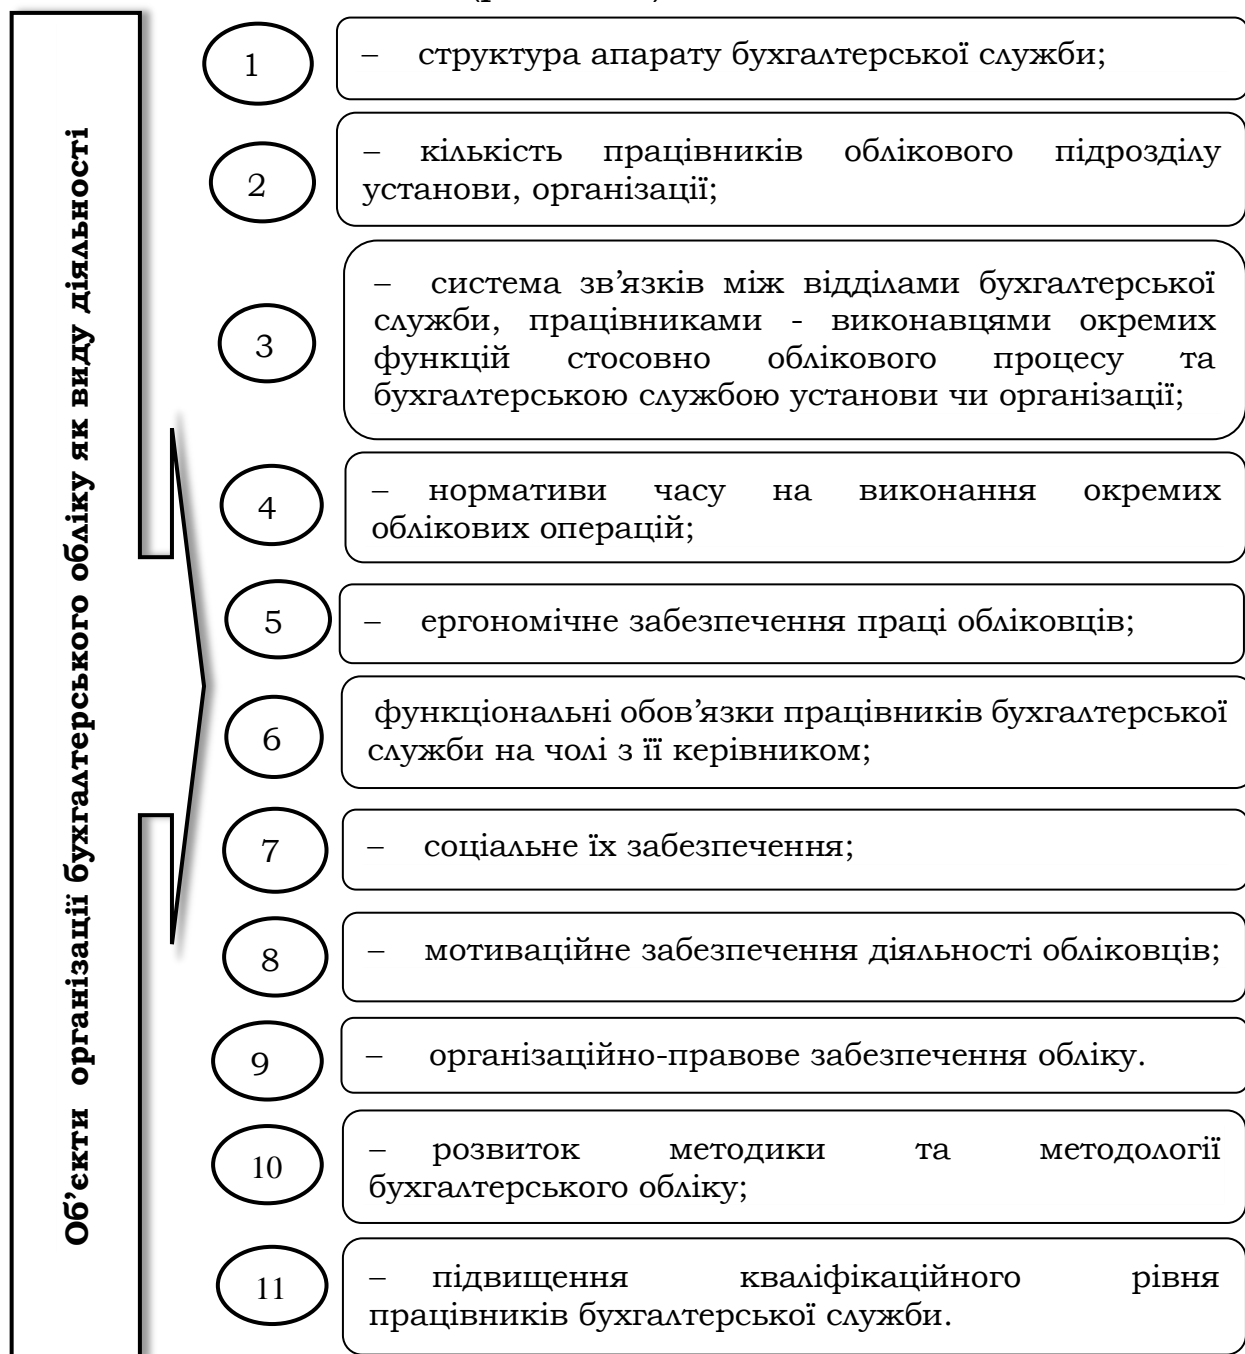 Об’єкти організації бухгалтерського обліку як виду діяльності
1
– структура апарату бухгалтерської служби;
2
– кількість працівників облікового підрозділу
установи, організації;
3
– система зв’язків між відділами бухгалтерської
служби, працівниками - виконавцями окремих
функцій стосовно облікового процесу та
бухгалтерською службою установи чи організації;
4
– нормативи часу на виконання окремих
облікових операцій;
5
– ергономічне забезпечення праці обліковців;
6
функціональні обов’язки працівників бухгалтерської
служби на чолі з її керівником;
7
– соціальне їх забезпечення;
8
– мотиваційне забезпечення діяльності обліковців;
9
– організаційно-правове забезпечення обліку.
10
– розвиток методики та методології
бухгалтерського обліку;
11
– підвищення кваліфікаційного рівня
працівників бухгалтерської служби.